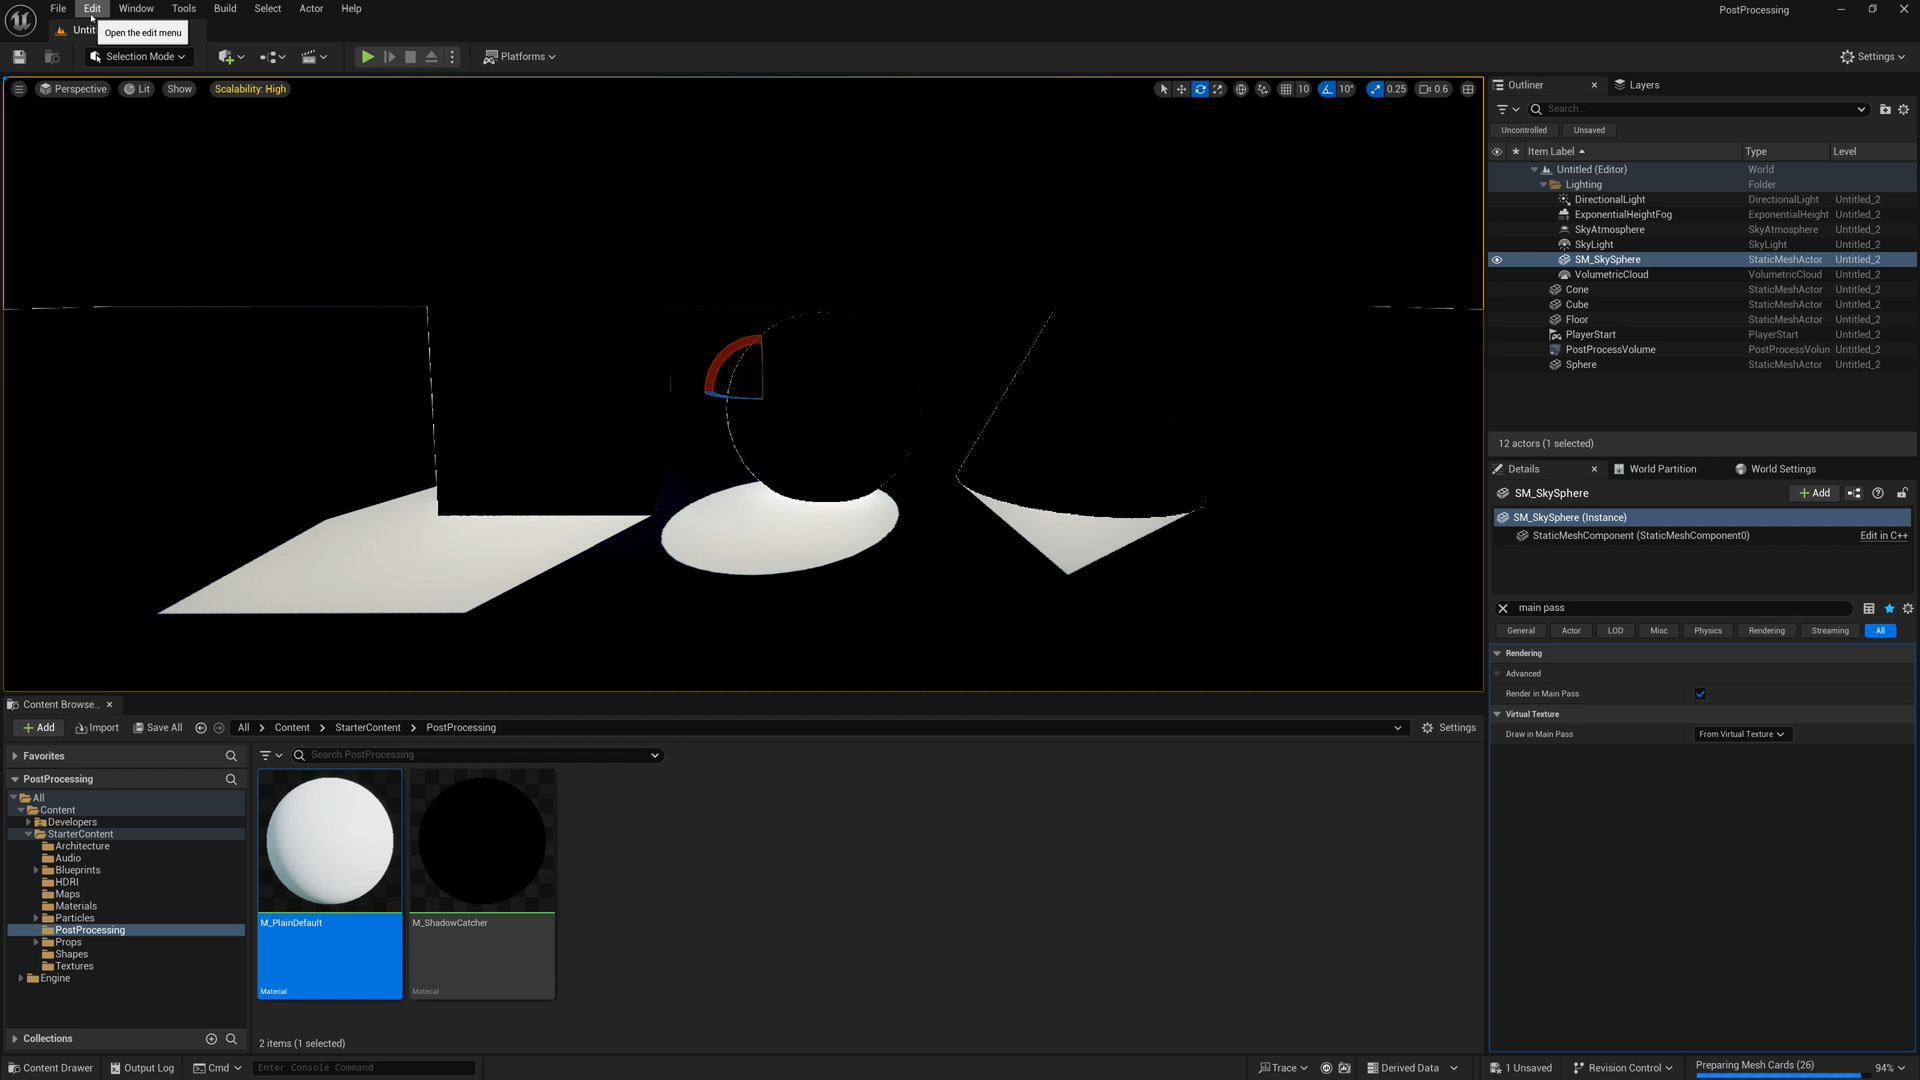 File Edit Window Tools Build Select Actor Help
PostProcessing
Untit
Open the edit menu
Selection Mode
Platforms
Settings
Perspective Lit Show Scalability: High
10 10° 0.25 0.6
Outliner Layers
Search...
Uncontrolled Unsaved
Item Label Type Level
Untitled (Editor) World
Lighting Folder
DirectionalLight DirectionalLight Untitled_2
ExponentialHeightFog ExponentialHeight Untitled_2
SkyAtmosphere SkyAtmosphere Untitled_2
SkyLight SkyLight Untitled_2
SM_SkySphere StaticMeshActor Untitled_2
VolumetricCloud VolumetricCloud Untitled_2
Cone StaticMeshActor Untitled_2
Cube StaticMeshActor Untitled_2
Floor StaticMeshActor Untitled_2
PlayerStart PlayerStart Untitled_2
PostProcessVolume PostProcessVolun Untitled_2
Sphere StaticMeshActor Untitled_2
12 actors (1 selected)
Details World Partition World Settings
SM_SkySphere Add
SM_SkySphere (Instance)
StaticMeshComponent (StaticMeshComponent0) Edit in C++
main pass
General Actor LOD Misc Physics Rendering Streaming All
Rendering
Advanced
Render in Main Pass
Virtual Texture
Draw in Main Pass From Virtual Texture
Content Browse...
Add Import Save All All Content StarterContent PostProcessing Settings
Favorites
Search PostProcessing
PostProcessing
All
Content
Developers
StarterContent
Architecture
Audio
Blueprints
HDRI
Maps
Materials
Particles
PostProcessing
Props
Shapes
Textures
Engine
M_PlainDefault
Material
M_ShadowCatcher
Material
Collections
2 items (1 selected)
Content Drawer Output Log Cmd Enter Console Command
Trace Derived Data 1 Unsaved Revision Control Preparing Mesh Cards (26) 94%